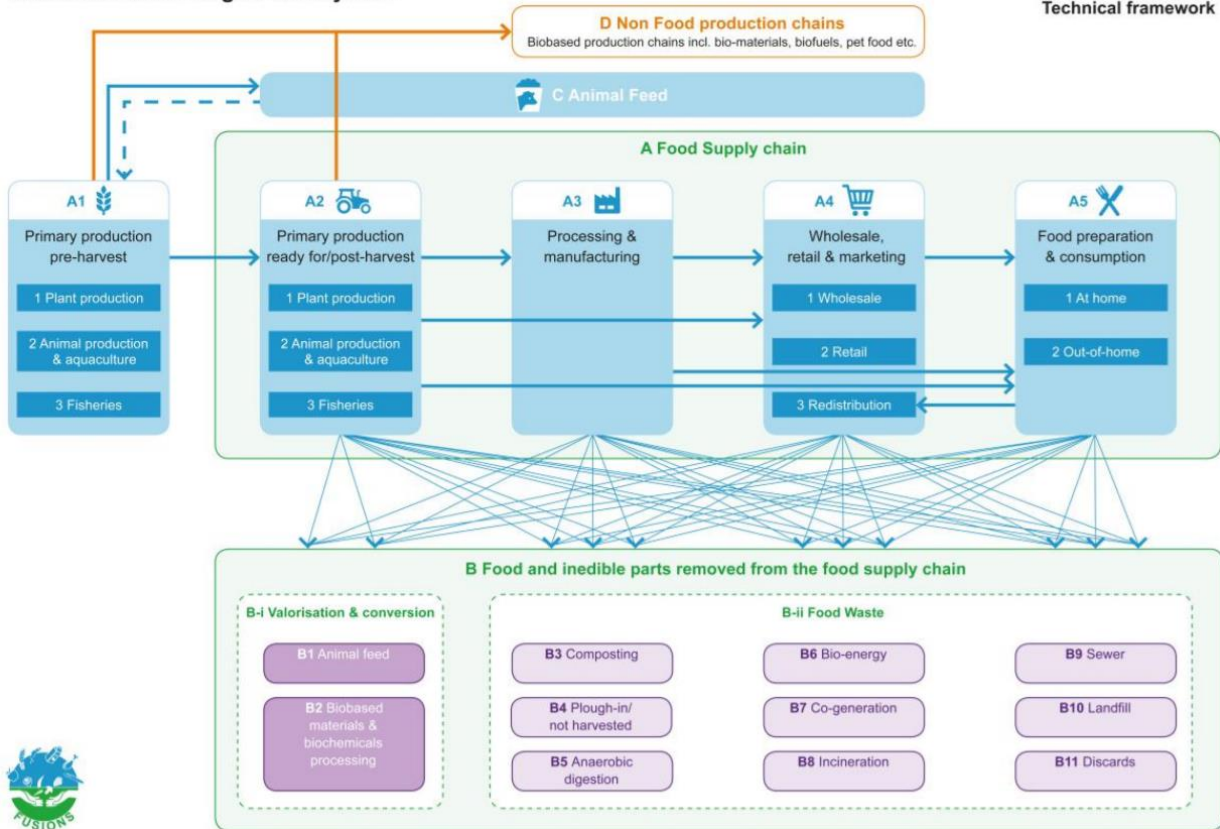 Technical framework
D Non Food production chains
Biobased production chains incl. bio-materials, biofuels, pet food etc.
C Animal Feed
A Food Supply chain
A1
Primary production
pre-harvest
1 Plant production
2 Animal production
& aquaculture
3 Fisheries
A2
Primary production
ready for/post-harvest
1 Plant production
2 Animal production
& aquaculture
3 Fisheries
A3
Processing &
manufacturing
A4
Wholesale,
retail & marketing
1 Wholesale
2 Retail
3 Redistribution
A5
Food preparation
& consumption
1 At home
2 Out-of-home
B Food and inedible parts removed from the food supply chain
B-i Valorisation & conversion
B1 Animal feed
B2 Biobased
materials &
biochemicals
processing
B-ii Food Waste
B3 Composting
B4 Plough-in/
not harvested
B5 Anaerobic
digestion
B6 Bio-energy
B7 Co-generation
B8 Incineration
B9 Sewer
B10 Landfill
B11 Discards
FUSIONS